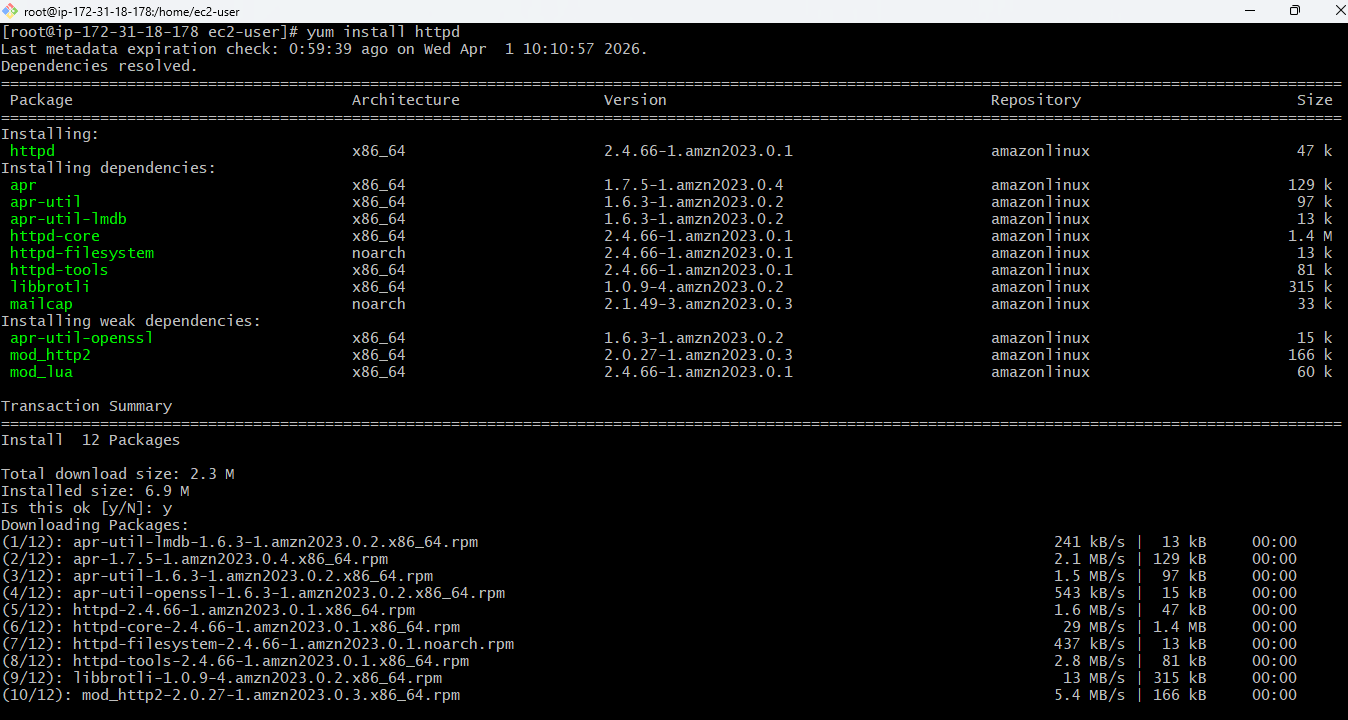 root@ip-172-31-18-178:/home/ec2-user
[root@ip-172-31-18-178 ec2-user]# yum install httpd
Last metadata expiration check: 0:59:39 ago on Wed Apr  1 10:10:57 2026.
Dependencies resolved.
================================================================================
Package Architecture Version Repository Size
================================================================================
Installing:
httpd x86_64 2.4.66-1.amzn2023.0.1 amazonlinux 47 k
Installing dependencies:
apr x86_64 1.7.5-1.amzn2023.0.4 amazonlinux 129 k
apr-util x86_64 1.6.3-1.amzn2023.0.2 amazonlinux 97 k
apr-util-lmdb x86_64 1.6.3-1.amzn2023.0.2 amazonlinux 13 k
httpd-core x86_64 2.4.66-1.amzn2023.0.1 amazonlinux 1.4 M
httpd-filesystem noarch 2.4.66-1.amzn2023.0.1 amazonlinux 13 k
httpd-tools x86_64 2.4.66-1.amzn2023.0.1 amazonlinux 81 k
libbrotli x86_64 1.0.9-4.amzn2023.0.2 amazonlinux 315 k
mailcap noarch 2.1.49-3.amzn2023.0.3 amazonlinux 33 k
Installing weak dependencies:
apr-util-openssl x86_64 1.6.3-1.amzn2023.0.2 amazonlinux 15 k
mod_http2 x86_64 2.0.27-1.amzn2023.0.3 amazonlinux 166 k
mod_lua x86_64 2.4.66-1.amzn2023.0.1 amazonlinux 60 k
Transaction Summary
================================================================================
Install  12 Packages
Total download size: 2.3 M
Installed size: 6.9 M
Is this ok [y/N]: y
Downloading Packages:
(1/12): apr-util-lmdb-1.6.3-1.amzn2023.0.2.x86_64.rpm 241 kB/s |  13 kB 00:00
(2/12): apr-1.7.5-1.amzn2023.0.4.x86_64.rpm 2.1 MB/s | 129 kB 00:00
(3/12): apr-util-1.6.3-1.amzn2023.0.2.x86_64.rpm 1.5 MB/s |  97 kB 00:00
(4/12): apr-util-openssl-1.6.3-1.amzn2023.0.2.x86_64.rpm 543 kB/s |  15 kB 00:00
(5/12): httpd-2.4.66-1.amzn2023.0.1.x86_64.rpm 1.6 MB/s |  47 kB 00:00
(6/12): httpd-core-2.4.66-1.amzn2023.0.1.x86_64.rpm 29 MB/s | 1.4 MB 00:00
(7/12): httpd-filesystem-2.4.66-1.amzn2023.0.1.noarch.rpm 437 kB/s |  13 kB 00:00
(8/12): httpd-tools-2.4.66-1.amzn2023.0.1.x86_64.rpm 2.8 MB/s |  81 kB 00:00
(9/12): libbrotli-1.0.9-4.amzn2023.0.2.x86_64.rpm 13 MB/s | 315 kB 00:00
(10/12): mod_http2-2.0.27-1.amzn2023.0.3.x86_64.rpm 5.4 MB/s | 166 kB 00:00